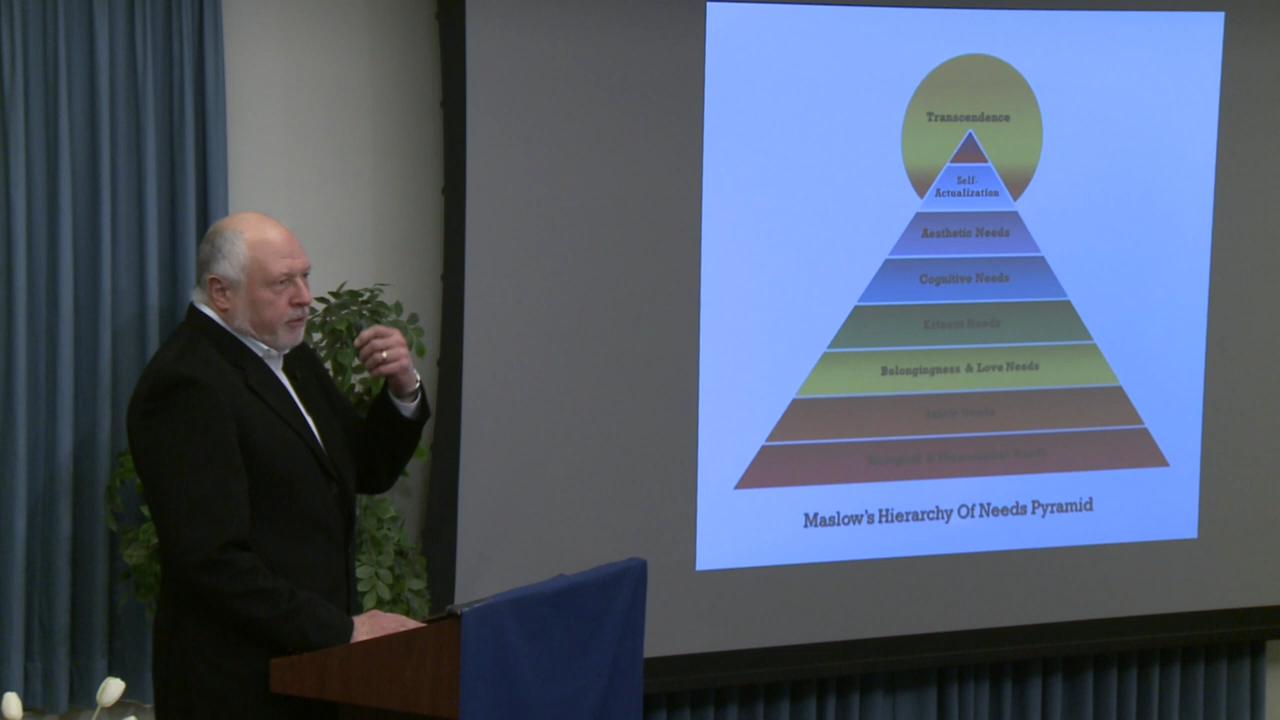 Transcendence
Self-
Actualization
Aesthetic Needs
Cognitive Needs
Esteem Needs
Belongingness & Love Needs
Safety Needs
Maslow's Hierarchy Of Needs Pyramid